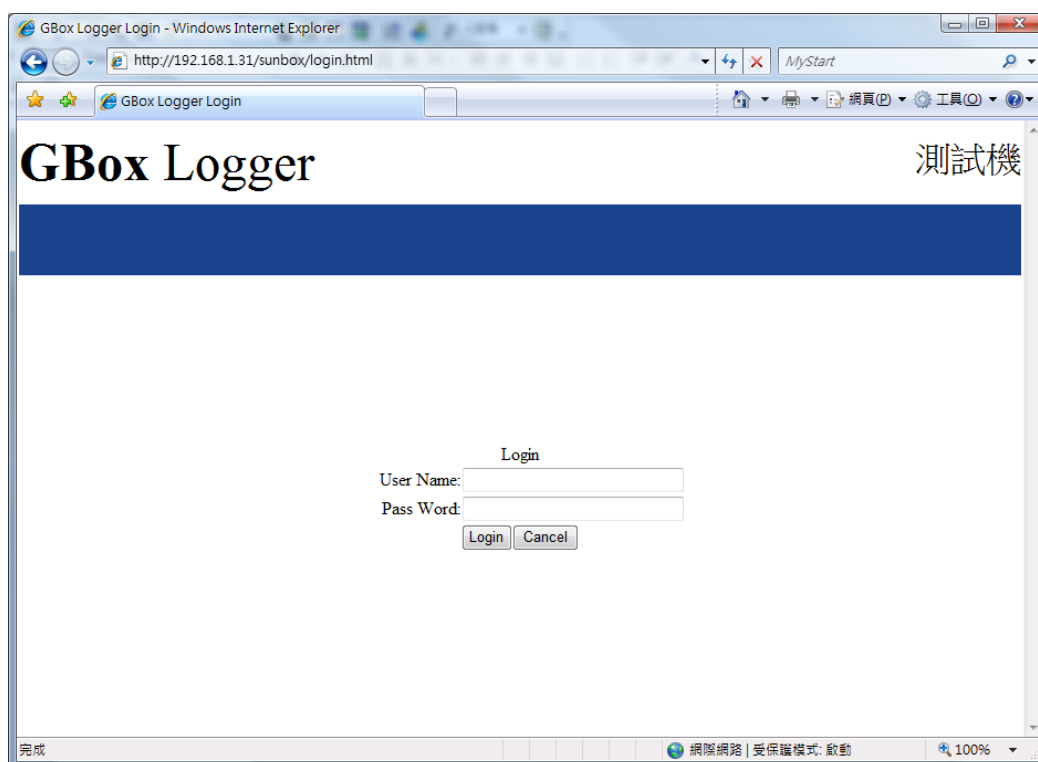 GBox Logger Login - Windows Internet Explorer
http://192.168.1.31/sunbox/login.html
MyStart
GBox Logger Login
網頁(P)
工具(O)
GBox Logger
測試機
Login
User Name:
Pass Word:
Login Cancel
完成
網際網路 | 受保護模式: 啟動
100%